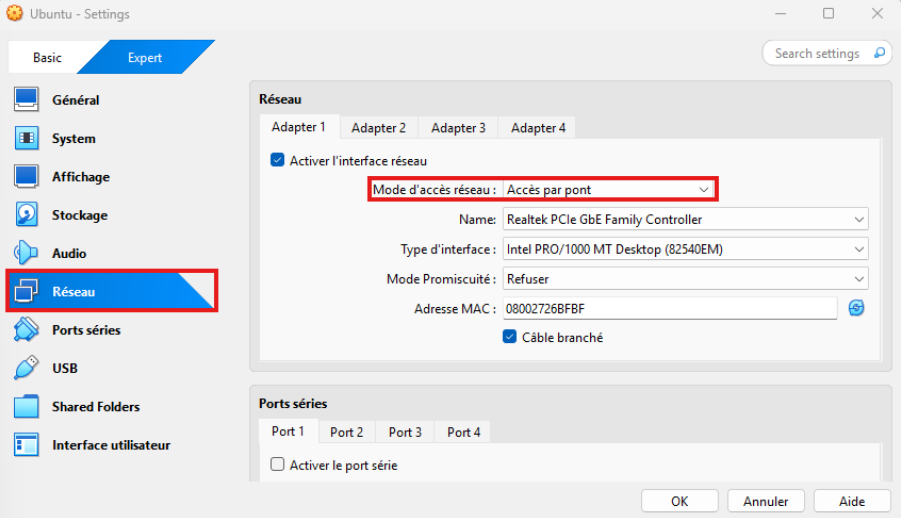 Ubuntu - Settings
Basic
Expert
Search settings
Général
System
Affichage
Stockage
Audio
Réseau
Ports séries
USB
Shared Folders
Interface utilisateur
Réseau
Adapter 1 Adapter 2 Adapter 3 Adapter 4
Activer l'interface réseau
Mode d'accès réseau : Accès par pont
Name: Realtek PCIe GbE Family Controller
Type d'interface : Intel PRO/1000 MT Desktop (82540EM)
Mode Promiscuité : Refuser
Adresse MAC : 08002726BFBF
Câble branché
Ports séries
Port 1 Port 2 Port 3 Port 4
Activer le port série
OK Annuler Aide